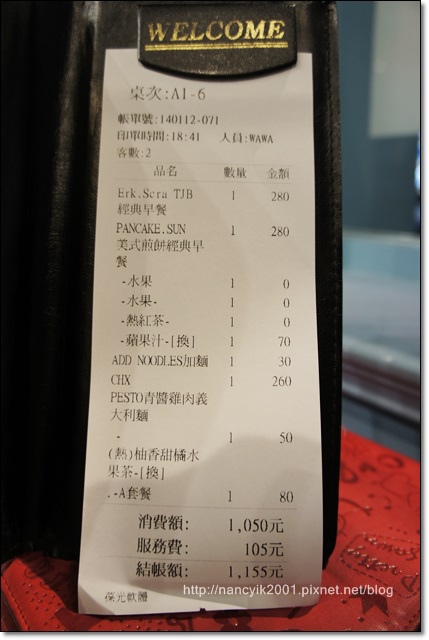 WELCOME
桌次:A1-6
帳單號:140112-071
印單時間:18:41 人員:WAWA
客數:2
品名 數量 金額
Erk.Scra TJB 1 280
經典早餐
PANCAKE.SUN 1 280
美式煎餅經典早
餐
-水果 1 0
-水果- 1 0
-熱紅茶- 1 0
-蘋果汁-[換] 1 70
ADD NOODLES加麵 1 30
CHX 1 260
PESTO青醬雞肉義
大利麵
- 1 50
(熱)柚香甜橘水
果茶-[換]
.-A套餐 1 80
消費額: 1,050元
服務費: 105元
結帳額: 1,155元
葆光軟體
http://nancyik2001.pixnet.net/blog